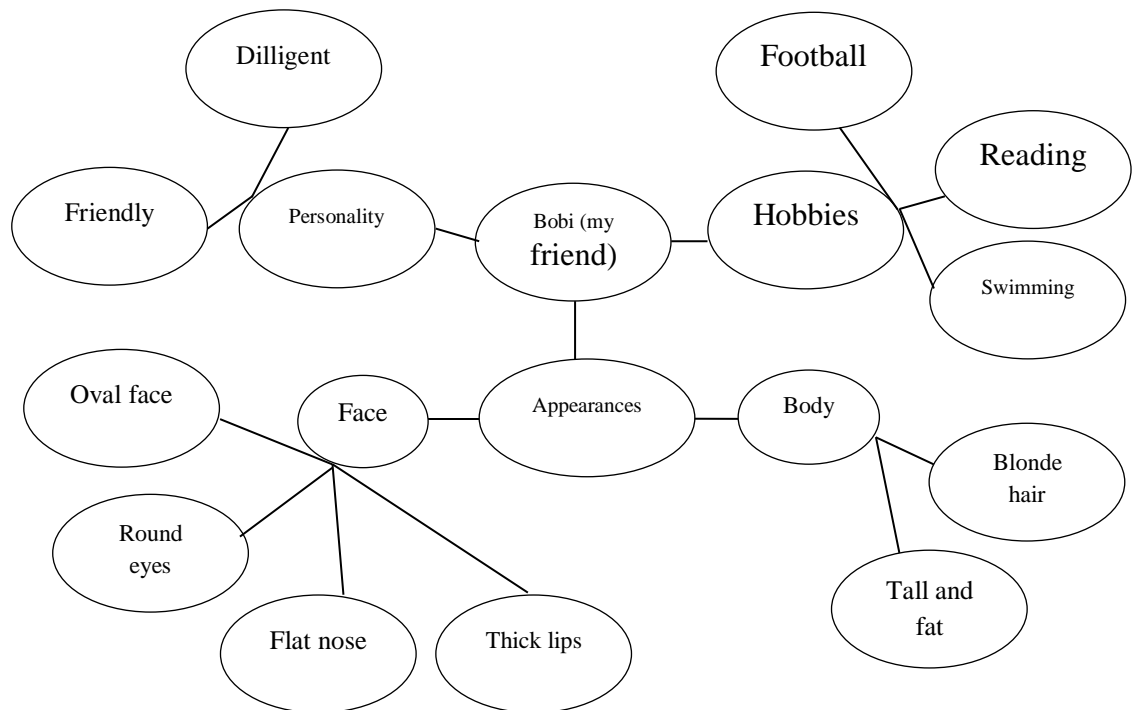 Dilligent
Football
Reading
Friendly
Personality
Bobi (my
friend)
Hobbies
Swimming
Oval face
Face
Appearances
Body
Blonde
hair
Round
eyes
Tall and
fat
Flat nose
Thick lips